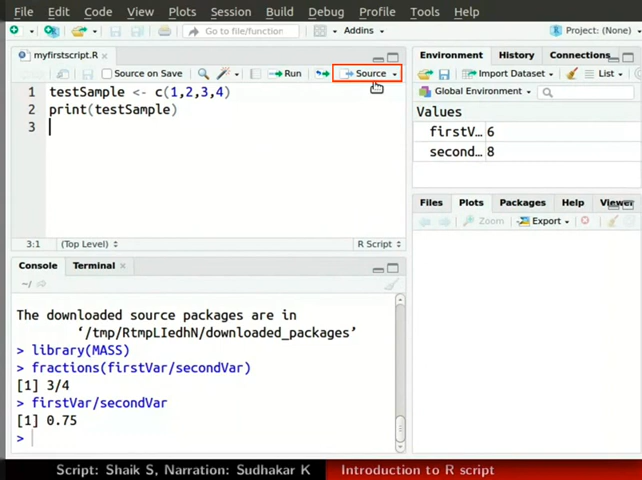 File Edit Code View Plots Session Build Debug Profile Tools Help
Go to file/function Addins Project: (None)
myfirstscript.R
Source on Save Run Source
1 testSample <- c(1,2,3,4)
2 print(testSample)
3
3:1 (Top Level) R Script
Console Terminal
~/
The downloaded source packages are in
‘/tmp/RtmpLIedhN/downloaded_packages’
> library(MASS)
> fractions(firstVar/secondVar)
[1] 3/4
> firstVar/secondVar
[1] 0.75
>
Environment History Connections
Import Dataset List
Global Environment
Values
firstV… 6
second… 8
Files Plots Packages Help Viewer
Zoom Export
Script: Shaik S, Narration: Sudhakar K Introduction to R script